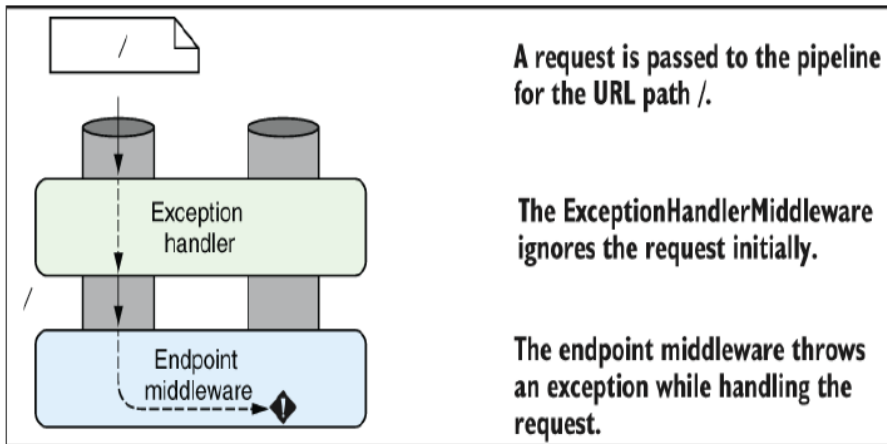 /
A request is passed to the pipeline
for the URL path /.
Exception
handler
The ExceptionHandlerMiddleware
ignores the request initially.
/
Endpoint
middleware
!
The endpoint middleware throws
an exception while handling the
request.